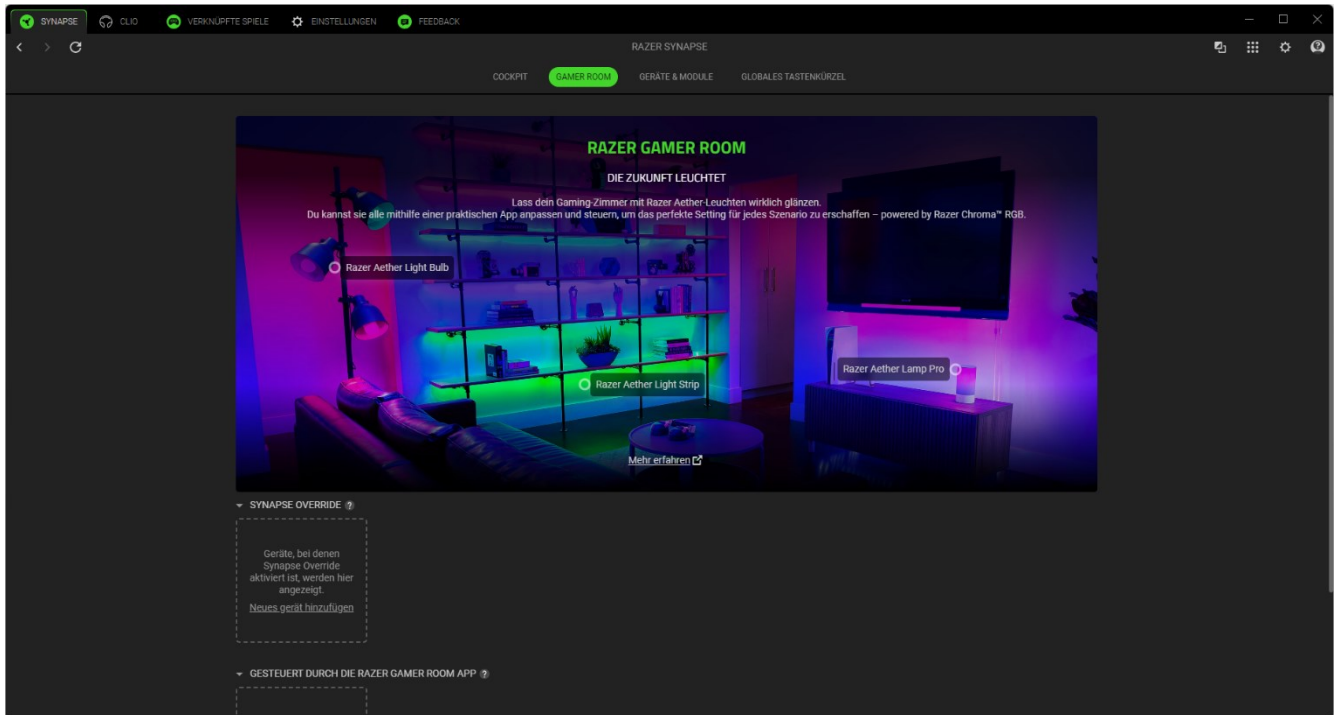 SYNAPSE
CLIO
VERKNÜPFTE SPIELE
EINSTELLUNGEN
FEEDBACK
RAZER SYNAPSE
COCKPIT
GAMER ROOM
GERÄTE & MODULE
GLOBALES TASTENKÜRZEL
RAZER GAMER ROOM
DIE ZUKUNFT LEUCHTET
Lass dein Gaming-Zimmer mit Razer Aether-Leuchten wirklich glänzen.
Du kannst sie alle mithilfe einer praktischen App anpassen und steuern, um das perfekte Setting für jedes Szenario zu erschaffen – powered by Razer Chroma™ RGB.
Razer Aether Light Bulb
Razer Aether Lamp Pro
Razer Aether Light Strip
Mehr erfahren
SYNAPSE OVERRIDE ?
Geräte, bei denen
Synapse Override
aktiviert ist, werden hier
angezeigt.
Neues gerät hinzufügen
GESTEUERT DURCH DIE RAZER GAMER ROOM APP ?